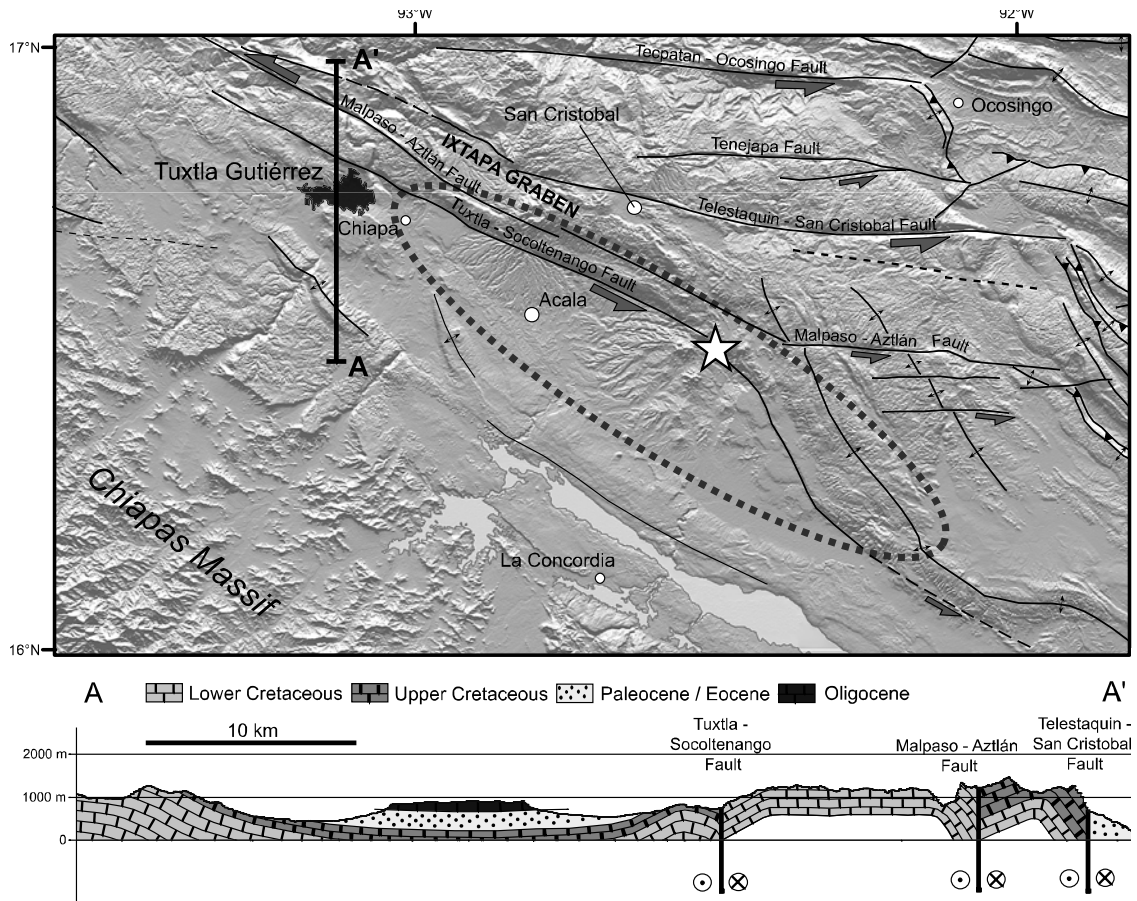 93°W
92°W
17°N
A'
Tecpatan - Ocosingo Fault
Ocosingo
San Cristobal
Malpaso - Aztlán Fault
IXTAPA GRABEN
Tenejapa Fault
Tuxtla Gutiérrez
Telestaquin - San Cristobal Fault
Chiapa
Tuxtla - Socoltenango Fault
Acala
Malpaso - Aztlán Fault
A
Chiapas Massif
La Concordia
16°N
A
Lower Cretaceous
Upper Cretaceous
Paleocene / Eocene
Oligocene
A'
10 km
Tuxtla -
Socoltenango
Fault
Malpaso - Aztlán
Fault
Telestaquin -
San Cristobal
Fault
2000 m
1000 m
0